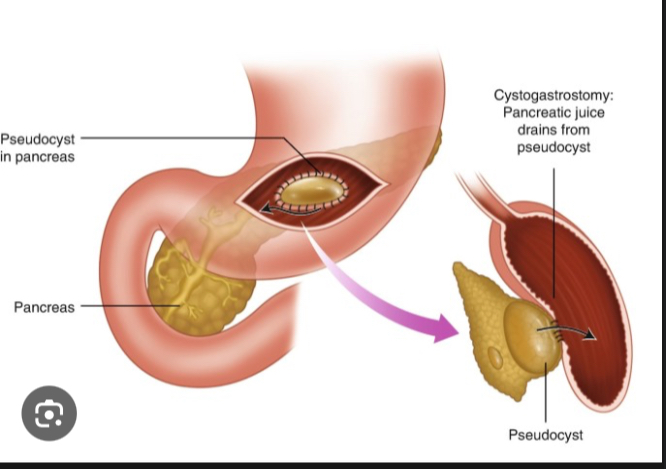 Pseudocyst
in pancreas
Pancreas
Cystogastrostomy:
Pancreatic juice
drains from
pseudocyst
Pseudocyst